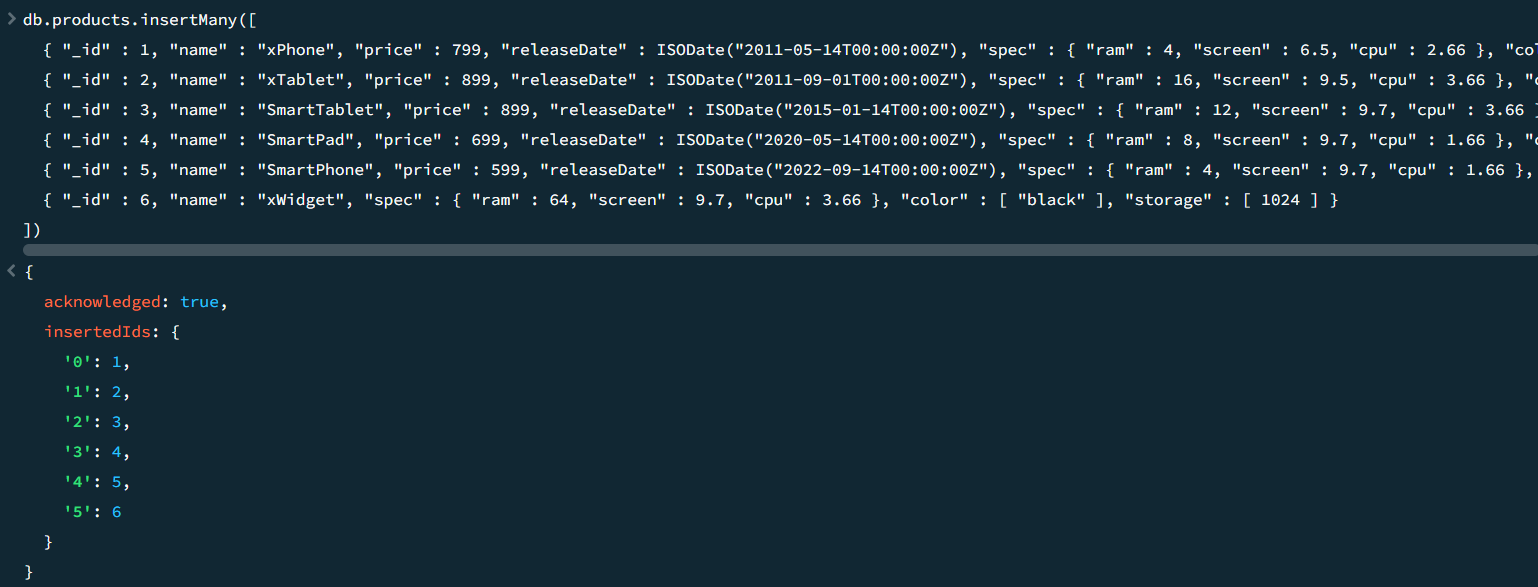 db.products.insertMany([
{ "_id" : 1, "name" : "xPhone", "price" : 799, "releaseDate" : ISODate("2011-05-14T00:00:00Z"), "spec" : { "ram" : 4, "screen" : 6.5, "cpu" : 2.66 }, "co
{ "_id" : 2, "name" : "xTablet", "price" : 899, "releaseDate" : ISODate("2011-09-01T00:00:00Z"), "spec" : { "ram" : 16, "screen" : 9.5, "cpu" : 3.66 }, "
{ "_id" : 3, "name" : "SmartTablet", "price" : 899, "releaseDate" : ISODate("2015-01-14T00:00:00Z"), "spec" : { "ram" : 12, "screen" : 9.7, "cpu" : 3.66
{ "_id" : 4, "name" : "SmartPad", "price" : 699, "releaseDate" : ISODate("2020-05-14T00:00:00Z"), "spec" : { "ram" : 8, "screen" : 9.7, "cpu" : 1.66 }, "
{ "_id" : 5, "name" : "SmartPhone", "price" : 599, "releaseDate" : ISODate("2022-09-14T00:00:00Z"), "spec" : { "ram" : 4, "screen" : 9.7, "cpu" : 1.66 },
{ "_id" : 6, "name" : "xWidget", "spec" : { "ram" : 64, "screen" : 9.7, "cpu" : 3.66 }, "color" : [ "black" ], "storage" : [ 1024 ] }
])
{
acknowledged: true,
insertedIds: {
'0': 1,
'1': 2,
'2': 3,
'3': 4,
'4': 5,
'5': 6
}
}